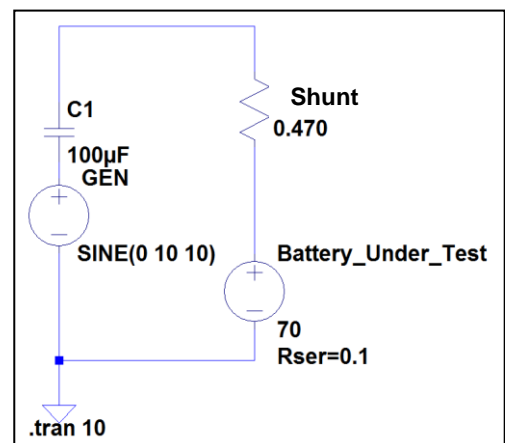 C1
100µF
GEN
SINE(0 10 10)
Shunt
0.470
Battery_Under_Test
70
Rser=0.1
.tran 10